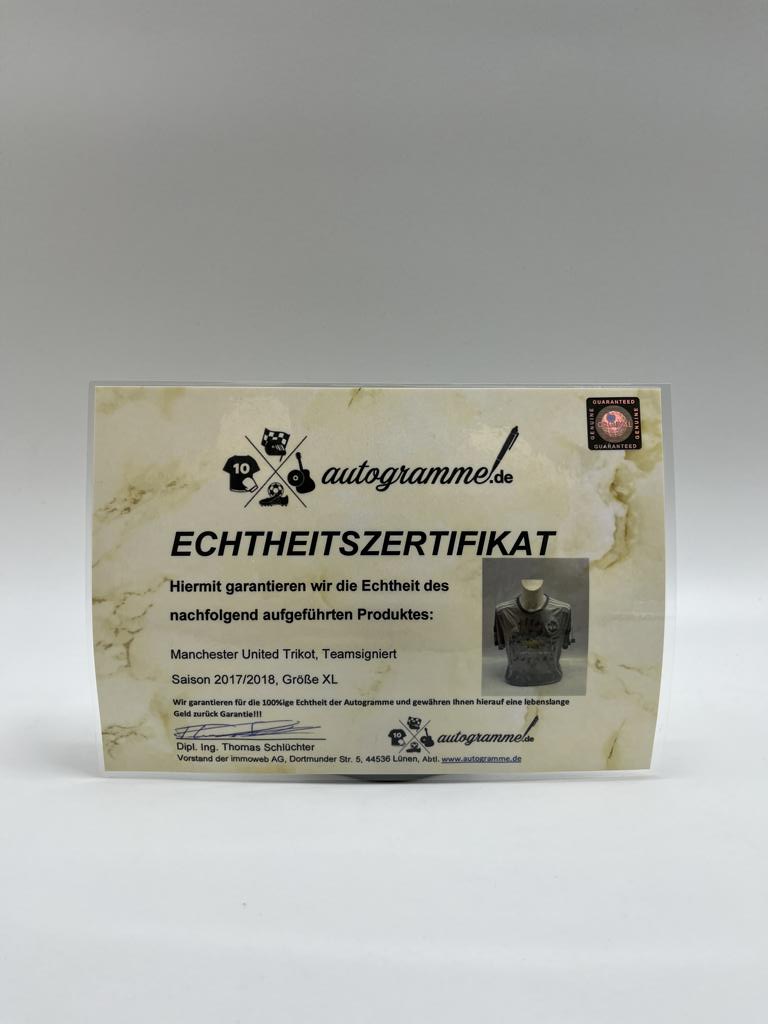 GUARANTEED
GENUINE
GENUINE
GUARANTEED
10
autogramme.de
ECHTHEITSZERTIFIKAT
Hiermit garantieren wir die Echtheit des
nachfolgend aufgeführten Produktes:
Manchester United Trikot, Teamsigniert
Saison 2017/2018, Größe XL
Wir garantieren für die 100%ige Echtheit der Autogramme und gewähren Ihnen hierauf eine lebenslange
Geld zurück Garantie!!!
10
autogramme.de
Dipl. Ing. Thomas Schlüchter
Vorstand der immoweb AG, Dortmunder Str. 5, 44536 Lünen, Abtl. www.autogramme.de